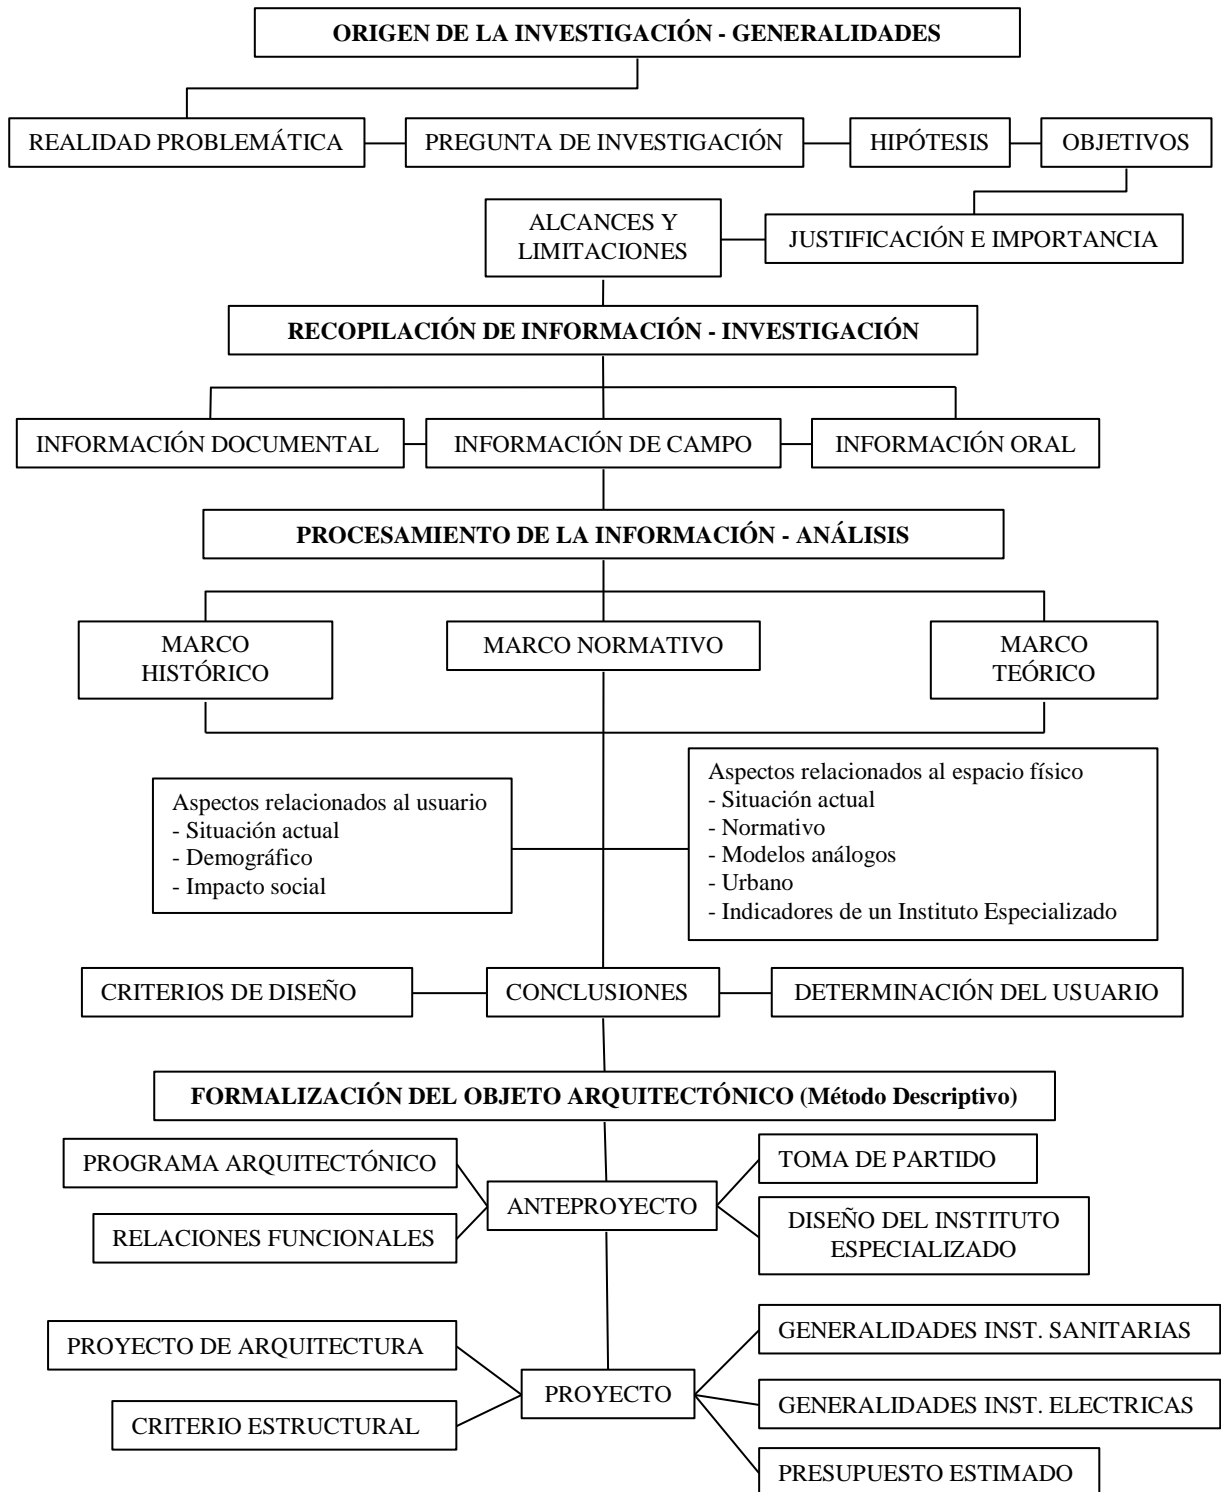 ORIGEN DE LA INVESTIGACIÓN - GENERALIDADES
REALIDAD PROBLEMÁTICA
PREGUNTA DE INVESTIGACIÓN
HIPÓTESIS
OBJETIVOS
ALCANCES Y
LIMITACIONES
JUSTIFICACIÓN E IMPORTANCIA
RECOPILACIÓN DE INFORMACIÓN - INVESTIGACIÓN
INFORMACIÓN DOCUMENTAL
INFORMACIÓN DE CAMPO
INFORMACIÓN ORAL
PROCESAMIENTO DE LA INFORMACIÓN - ANÁLISIS
MARCO
HISTÓRICO
MARCO NORMATIVO
MARCO
TEÓRICO
Aspectos relacionados al usuario
- Situación actual
- Demográfico
- Impacto social
Aspectos relacionados al espacio físico
- Situación actual
- Normativo
- Modelos análogos
- Urbano
- Indicadores de un Instituto Especializado
CRITERIOS DE DISEÑO
CONCLUSIONES
DETERMINACIÓN DEL USUARIO
FORMALIZACIÓN DEL OBJETO ARQUITECTÓNICO (Método Descriptivo)
PROGRAMA ARQUITECTÓNICO
RELACIONES FUNCIONALES
ANTEPROYECTO
TOMA DE PARTIDO
DISEÑO DEL INSTITUTO
ESPECIALIZADO
PROYECTO DE ARQUITECTURA
CRITERIO ESTRUCTURAL
PROYECTO
GENERALIDADES INST. SANITARIAS
GENERALIDADES INST. ELECTRICAS
PRESUPUESTO ESTIMADO